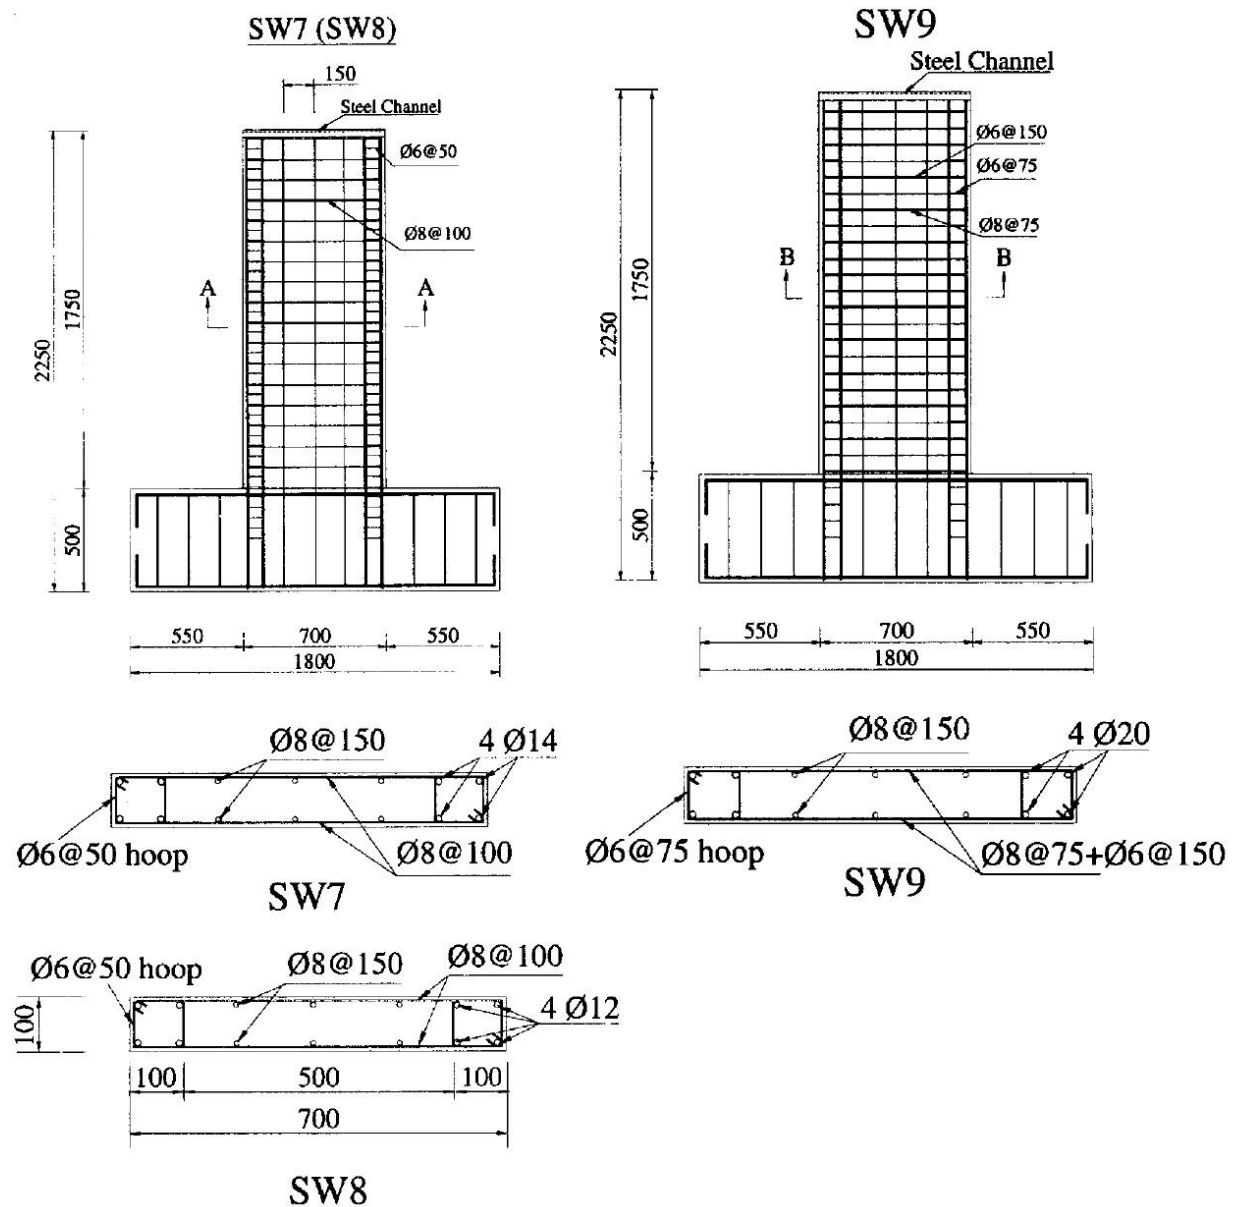 SW7 (SW8)
150
Steel Channel
Ø6@50
Ø8@100
A
A
2250
1750
500
550
700
550
1800
SW9
Steel Channel
Ø6@150
Ø6@75
Ø8@75
B
B
2250
1750
500
550
700
550
1800
Ø8@150
4 Ø14
Ø6@50 hoop
Ø8@100
SW7
Ø8@150
4 Ø20
Ø6@75 hoop
Ø8@75+Ø6@150
SW9
Ø6@50 hoop
Ø8@150
Ø8@100
4 Ø12
100
100
500
100
700
SW8